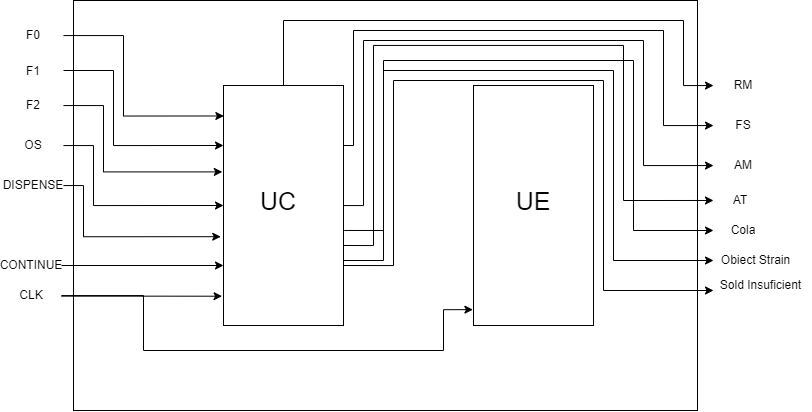 F0
F1
F2
OS
DISPENSE
CONTINUE
CLK
UC
UE
RM
FS
AM
AT
Cola
Obiect Strain
Sold Insuficient